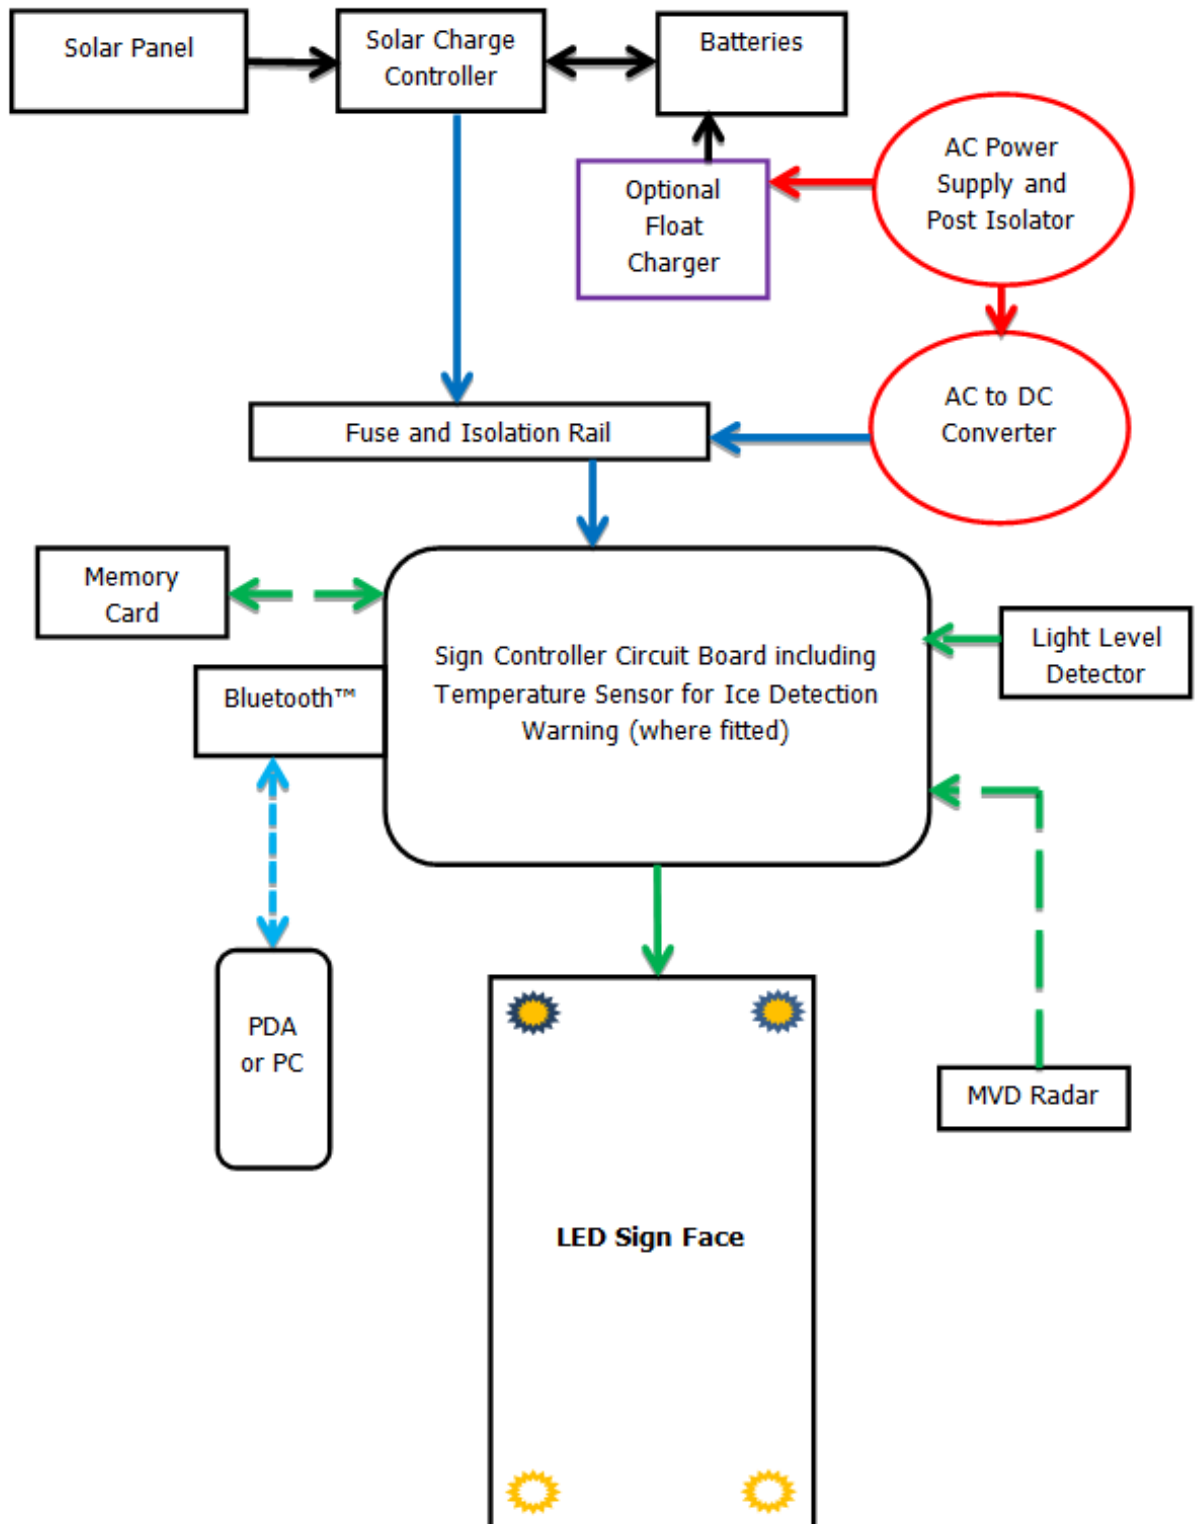 Solar Panel
Solar Charge
Controller
Batteries
AC Power
Supply and
Post Isolator
Optional
Float
Charger
AC to DC
Converter
Fuse and Isolation Rail
Memory
Card
Light Level
Detector
Sign Controller Circuit Board including
Temperature Sensor for Ice Detection
Warning (where fitted)
Bluetooth™
PDA
or PC
MVD Radar
LED Sign Face